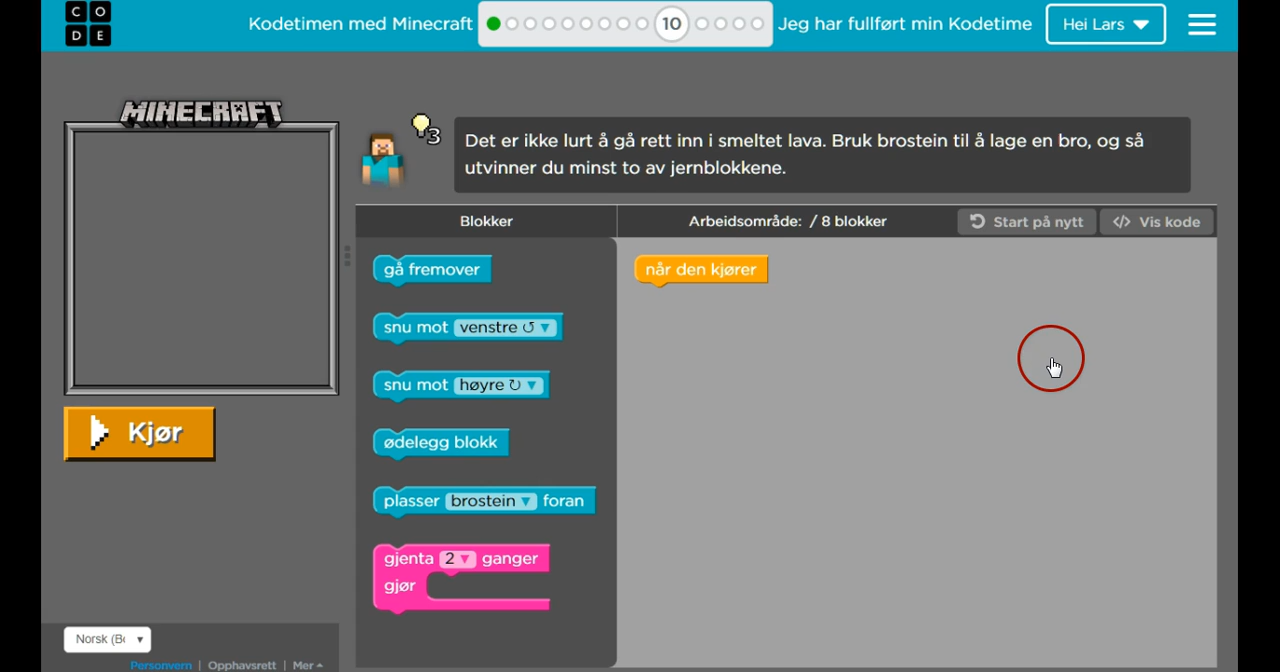 C O
D E
Kodetimen med Minecraft
10
Jeg har fullført min Kodetime
Hei Lars
MINECRAFT
3
Det er ikke lurt å gå rett inn i smeltet lava. Bruk brostein til å lage en bro, og så
utvinner du minst to av jernblokkene.
Blokker
Arbeidsområde: / 8 blokker
Start på nytt
</> Vis kode
gå fremover
når den kjører
snu mot venstre ↺ ▼
snu mot høyre ↻ ▼
ødelegg blokk
plasser brostein ▼ foran
gjenta 2 ▼ ganger
gjør
Kjør
Norsk (Bo
Personvern | Opphavsrett | Mer